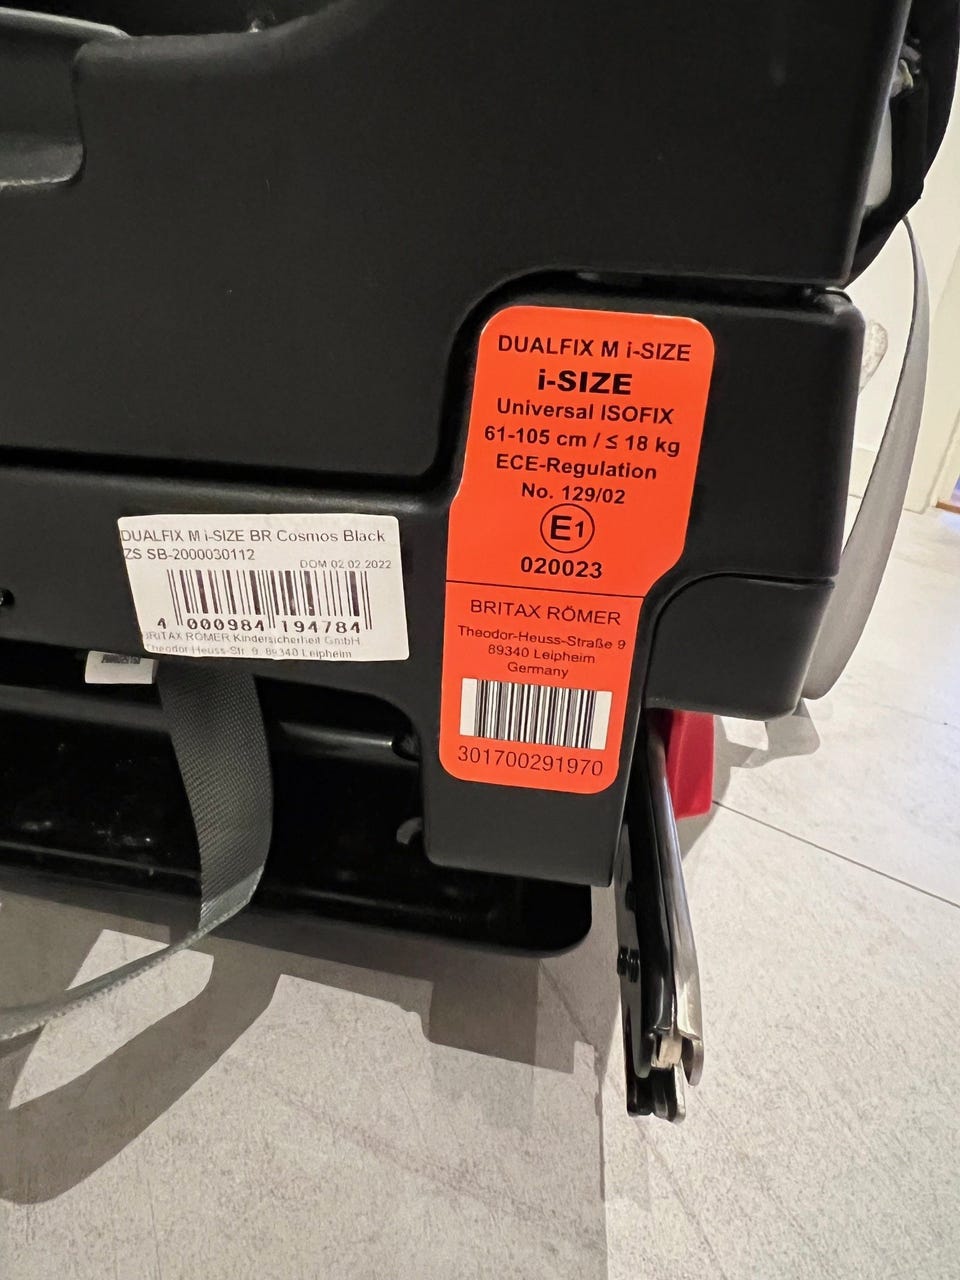 DUALFIX M i-SIZE
i-SIZE
Universal ISOFIX
61-105 cm / ≤ 18 kg
ECE-Regulation
No. 129/02
E1
020023
BRITAX RÖMER
Theodor-Heuss-Straße 9
89340 Leipheim
Germany
301700291970
DUALFIX M i-SIZE BR Cosmos Black
ZS SB-2000030112
DOM 02.02.2022
4 000984 194784
BRITAX RÖMER Kindersicherheit GmbH
Theodor-Heuss-Str. 9, 89340 Leipheim